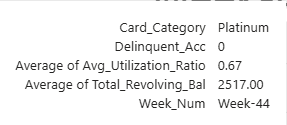 Card_Category Platinum
Delinquent_Acc 0
Average of Avg_Utilization_Ratio 0.67
Average of Total_Revolving_Bal 2517.00
Week_Num Week-44